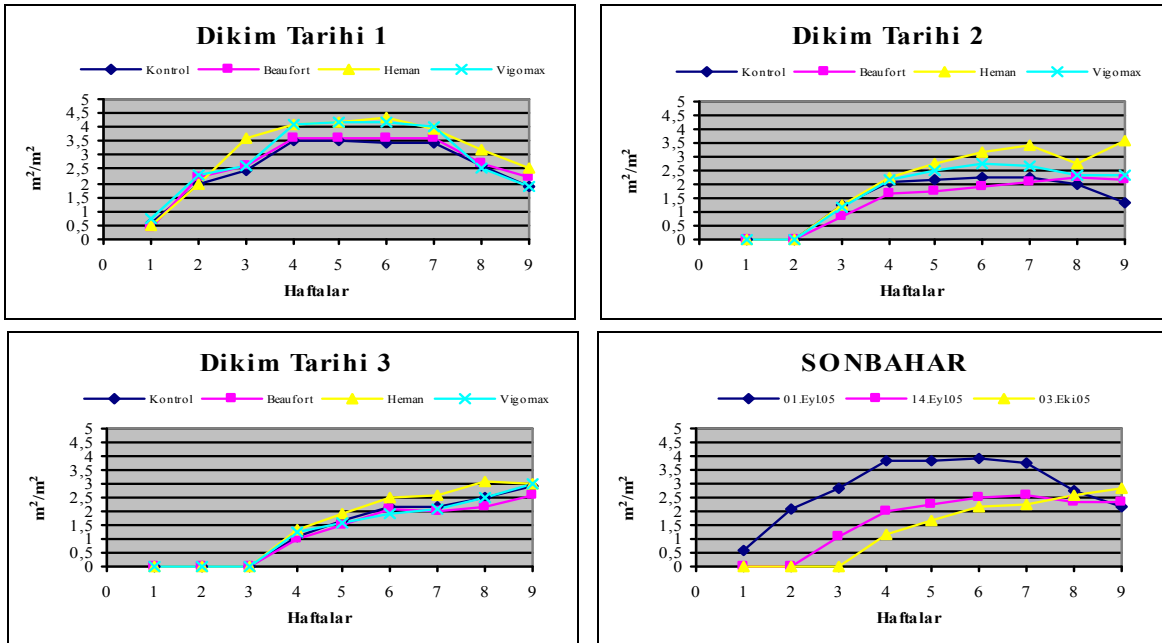 Dikim Tarihi 1
Kontrol Beaufort Heman Vigomax
5
4,5
4
3,5
3
2,5
2
1,5
1
0,5
0
m²/m²
0 1 2 3 4 5 6 7 8 9
Haftalar
Dikim Tarihi 2
Kontrol Beaufort Heman Vigomax
5
4,5
4
3,5
3
2,5
2
1,5
1
0,5
0
m²/m²
0 1 2 3 4 5 6 7 8 9
Haftalar
Dikim Tarihi 3
Kontrol Beaufort Heman Vigomax
5
4,5
4
3,5
3
2,5
2
1,5
1
0,5
0
m²/m²
0 1 2 3 4 5 6 7 8 9
Haftalar
SONBAHAR
01.Eyl.05 14.Eyl.05 03.Eki.05
5
4,5
4
3,5
3
2,5
2
1,5
1
0,5
0
m²/m²
0 1 2 3 4 5 6 7 8 9
Haftalar